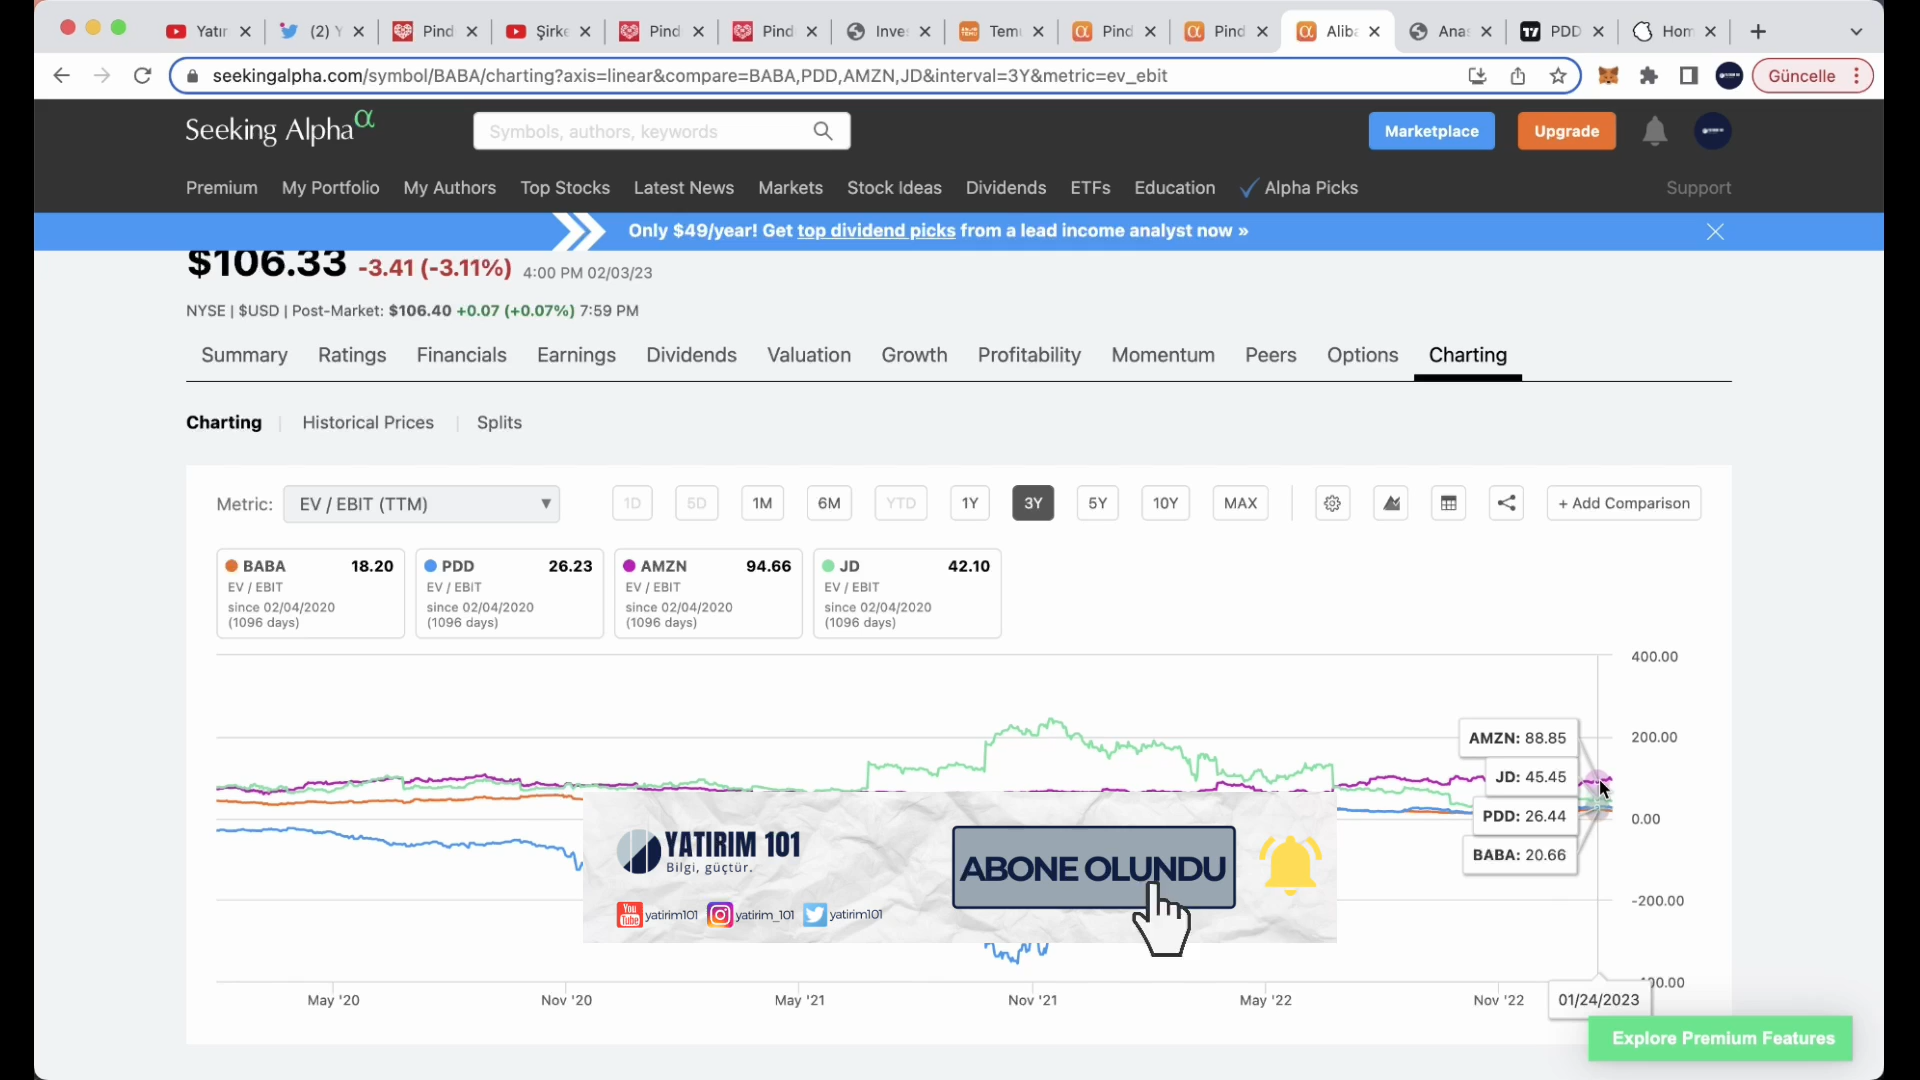 Yatır
(2) Y
Pind
Şirke
Pind
Pind
Inve
Tem
Pind
Pind
Alib
Ana
PDD
Hom
seekingalpha.com/symbol/BABA/charting?axis=linear&compare=BABA,PDD,AMZN,JD&interval=3Y&metric=ev_ebit
Güncelle
Seeking Alpha α
Symbols, authors, keywords
Marketplace
Upgrade
Premium My Portfolio My Authors Top Stocks Latest News Markets Stock Ideas Dividends ETFs Education Alpha Picks Support
Only $49/year! Get top dividend picks from a lead income analyst now »
$106.33 -3.41 (-3.11%) 4:00 PM 02/03/23
NYSE | $USD | Post-Market: $106.40 +0.07 (+0.07%) 7:59 PM
Summary Ratings Financials Earnings Dividends Valuation Growth Profitability Momentum Peers Options Charting
Charting | Historical Prices | Splits
Metric: EV / EBIT (TTM) 1D 5D 1M 6M YTD 1Y 3Y 5Y 10Y MAX + Add Comparison
BABA 18.20
EV / EBIT
since 02/04/2020
(1096 days)
PDD 26.23
EV / EBIT
since 02/04/2020
(1096 days)
AMZN 94.66
EV / EBIT
since 02/04/2020
(1096 days)
JD 42.10
EV / EBIT
since 02/04/2020
(1096 days)
400.00
200.00
0.00
-200.00
AMZN: 88.85
JD: 45.45
PDD: 26.44
BABA: 20.66
YATIRIM 101
Bilgi, güçtür.
You Tube yatirim101 yatirim_101 yatirim101
ABONE OLUNDU
May '20 Nov '20 May '21 Nov '21 May '22 Nov '22 01/24/2023
Explore Premium Features